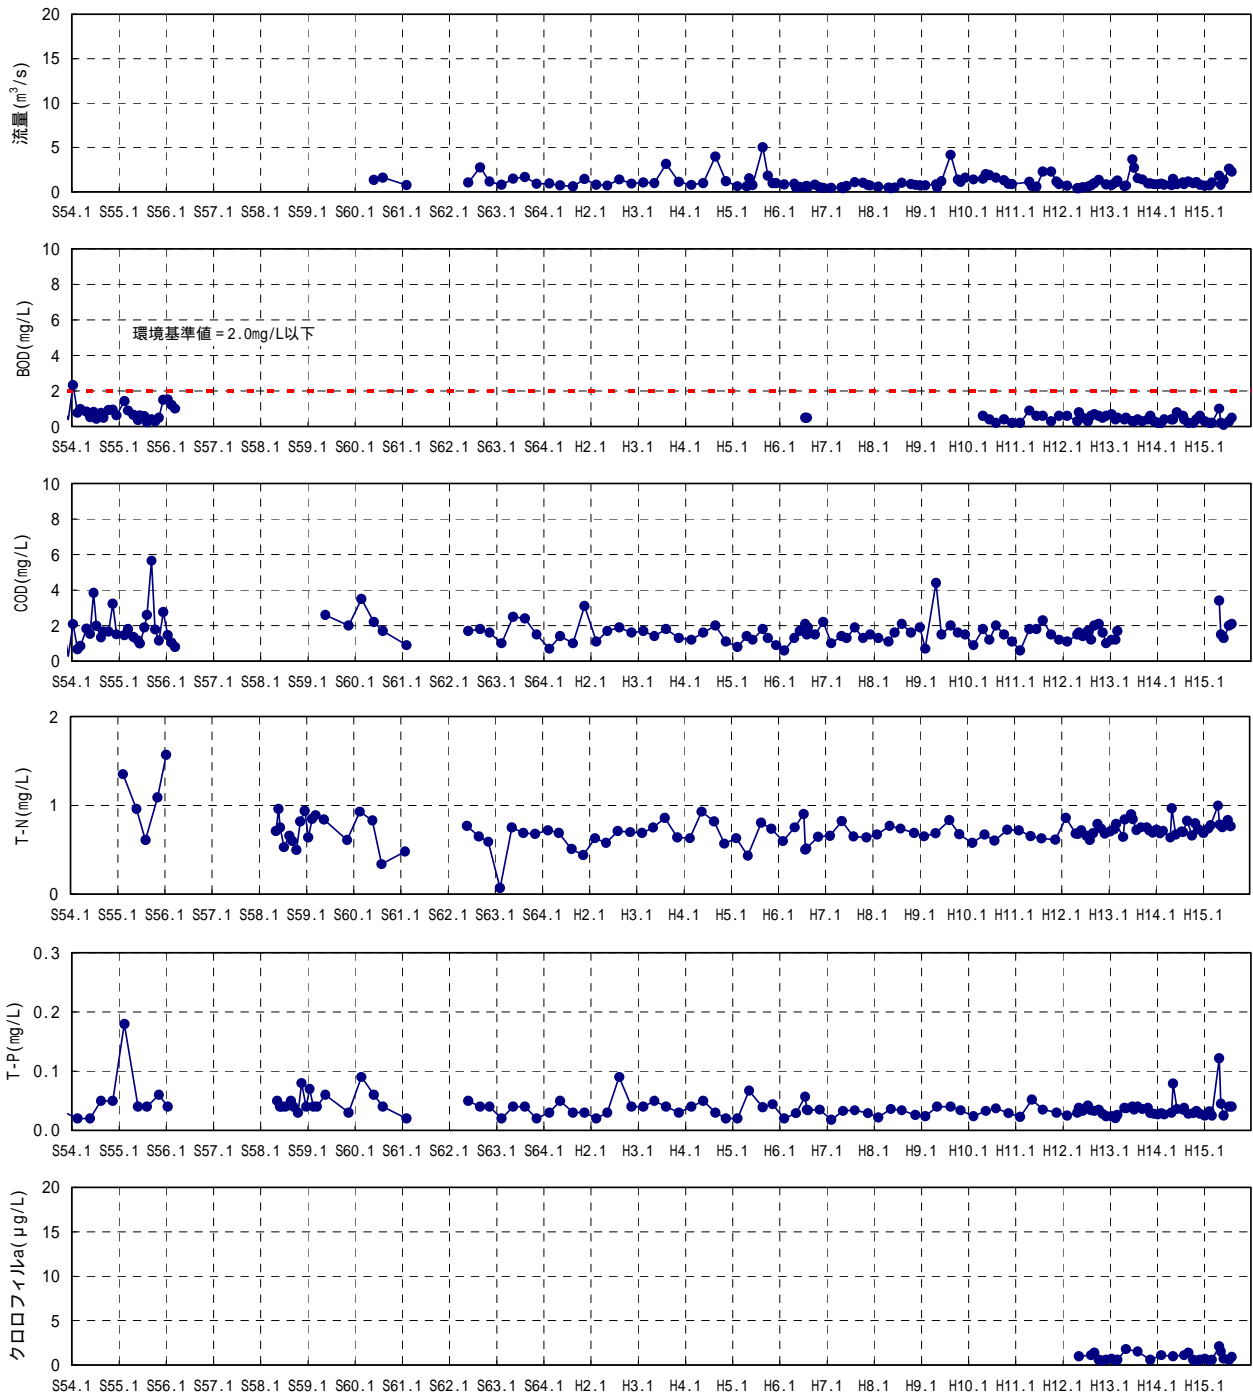 流量(m³/s)
20
15
10
5
0
S54.1 S55.1 S56.1 S57.1 S58.1 S59.1 S60.1 S61.1 S62.1 S63.1 S64.1 H2.1 H3.1 H4.1 H5.1 H6.1 H7.1 H8.1 H9.1 H10.1 H11.1 H12.1 H13.1 H14.1 H15.1
BOD(mg/L)
10
8
6
4
2
0
環境基準値=2.0mg/L以下
S54.1 S55.1 S56.1 S57.1 S58.1 S59.1 S60.1 S61.1 S62.1 S63.1 S64.1 H2.1 H3.1 H4.1 H5.1 H6.1 H7.1 H8.1 H9.1 H10.1 H11.1 H12.1 H13.1 H14.1 H15.1
COD(mg/L)
10
8
6
4
2
0
S54.1 S55.1 S56.1 S57.1 S58.1 S59.1 S60.1 S61.1 S62.1 S63.1 S64.1 H2.1 H3.1 H4.1 H5.1 H6.1 H7.1 H8.1 H9.1 H10.1 H11.1 H12.1 H13.1 H14.1 H15.1
T-N(mg/L)
2
1
0
S54.1 S55.1 S56.1 S57.1 S58.1 S59.1 S60.1 S61.1 S62.1 S63.1 S64.1 H2.1 H3.1 H4.1 H5.1 H6.1 H7.1 H8.1 H9.1 H10.1 H11.1 H12.1 H13.1 H14.1 H15.1
T-P(mg/L)
0.3
0.2
0.1
0.0
S54.1 S55.1 S56.1 S57.1 S58.1 S59.1 S60.1 S61.1 S62.1 S63.1 S64.1 H2.1 H3.1 H4.1 H5.1 H6.1 H7.1 H8.1 H9.1 H10.1 H11.1 H12.1 H13.1 H14.1 H15.1
クロロフィルa(μg/L)
20
15
10
5
0
S54.1 S55.1 S56.1 S57.1 S58.1 S59.1 S60.1 S61.1 S62.1 S63.1 S64.1 H2.1 H3.1 H4.1 H5.1 H6.1 H7.1 H8.1 H9.1 H10.1 H11.1 H12.1 H13.1 H14.1 H15.1